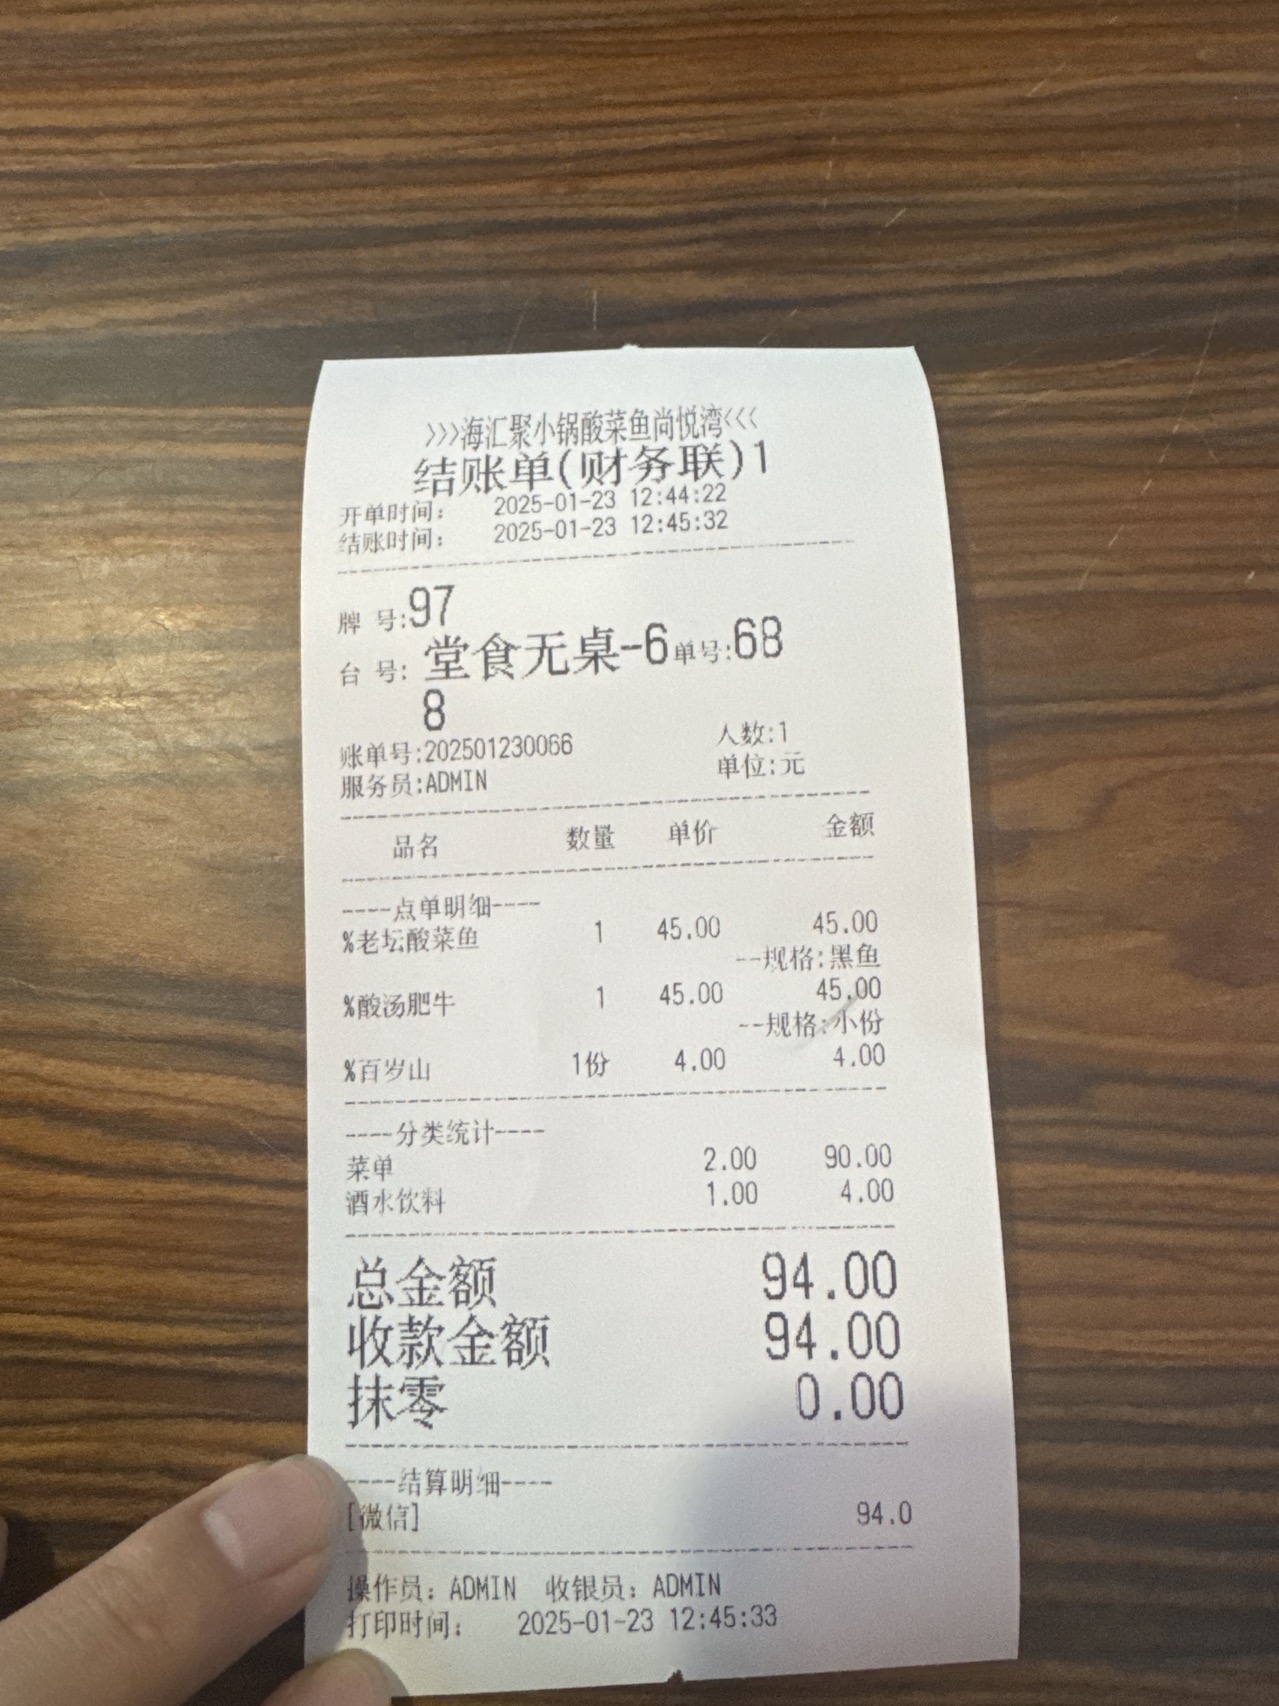 >>>海汇聚小锅酸菜鱼尚悦湾<<<
结账单(财务联)1
开单时间: 2025-01-23 12:44:22
结账时间: 2025-01-23 12:45:32
牌 号:97
台 号: 堂食无桌-6 单号:68
8
账单号:202501230066 人数:1
服务员:ADMIN 单位:元
品名 数量 单价 金额
----点单明细----
%老坛酸菜鱼 1 45.00 45.00
--规格:黑鱼
%酸汤肥牛 1 45.00 45.00
--规格:小份
%百岁山 1份 4.00 4.00
----分类统计----
菜单 2.00 90.00
酒水饮料 1.00 4.00
总金额 94.00
收款金额 94.00
抹零 0.00
----结算明细----
[微信] 94.0
操作员: ADMIN 收银员: ADMIN
打印时间: 2025-01-23 12:45:33